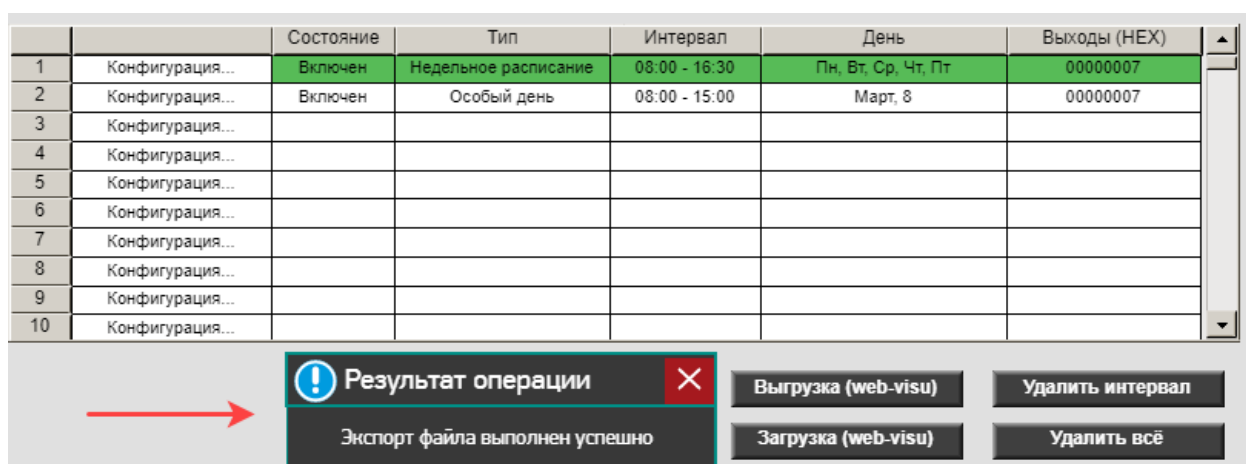 Состояние Тип Интервал День Выходы (HEX)
1 Конфигурация... Включен Недельное расписание 08:00 - 16:30 Пн, Вт, Ср, Чт, Пт 00000007
2 Конфигурация... Включен Особый день 08:00 - 15:00 Март, 8 00000007
3 Конфигурация...
4 Конфигурация...
5 Конфигурация...
6 Конфигурация...
7 Конфигурация...
8 Конфигурация...
9 Конфигурация...
10 Конфигурация...
Результат операции
Выгрузка (web-visu) Удалить интервал
Экспорт файла выполнен успешно
Загрузка (web-visu) Удалить всё